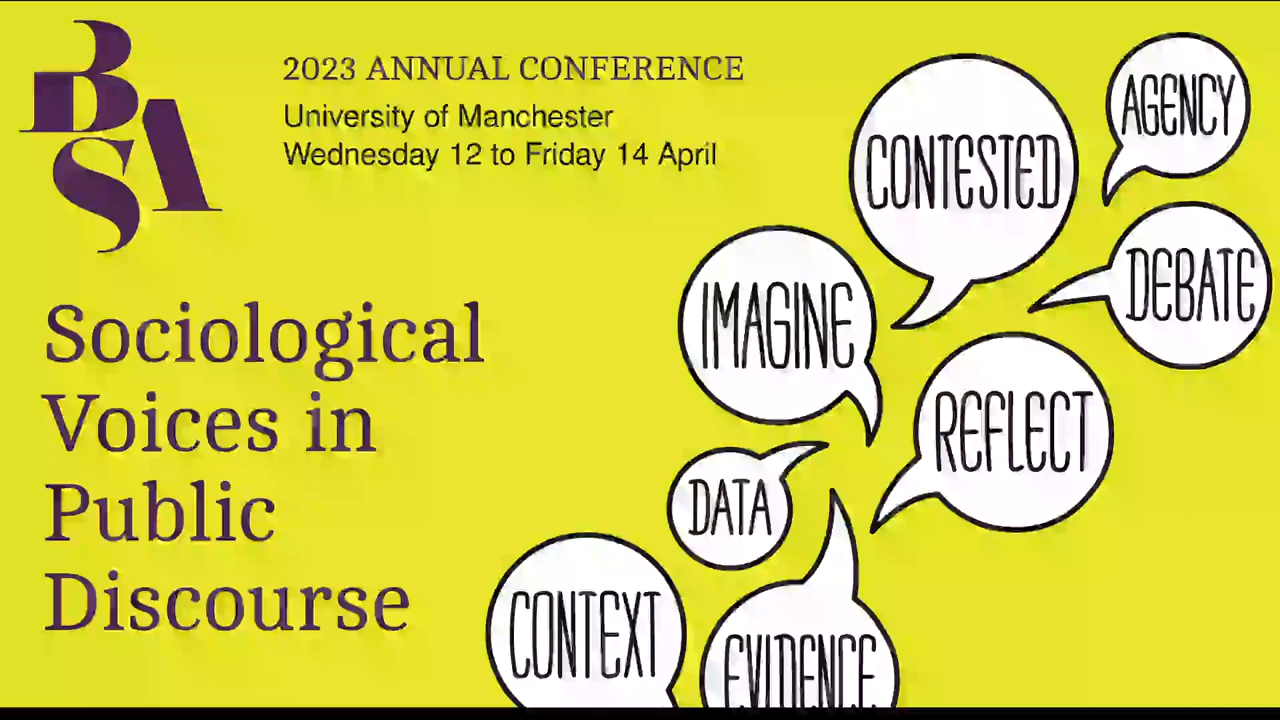 BSA
2023 ANNUAL CONFERENCE
University of Manchester
Wednesday 12 to Friday 14 April
Sociological
Voices in
Public
Discourse
AGENCY
CONTESTED
DEBATE
IMAGINE
REFLECT
DATA
CONTEXT
EVIDENCE